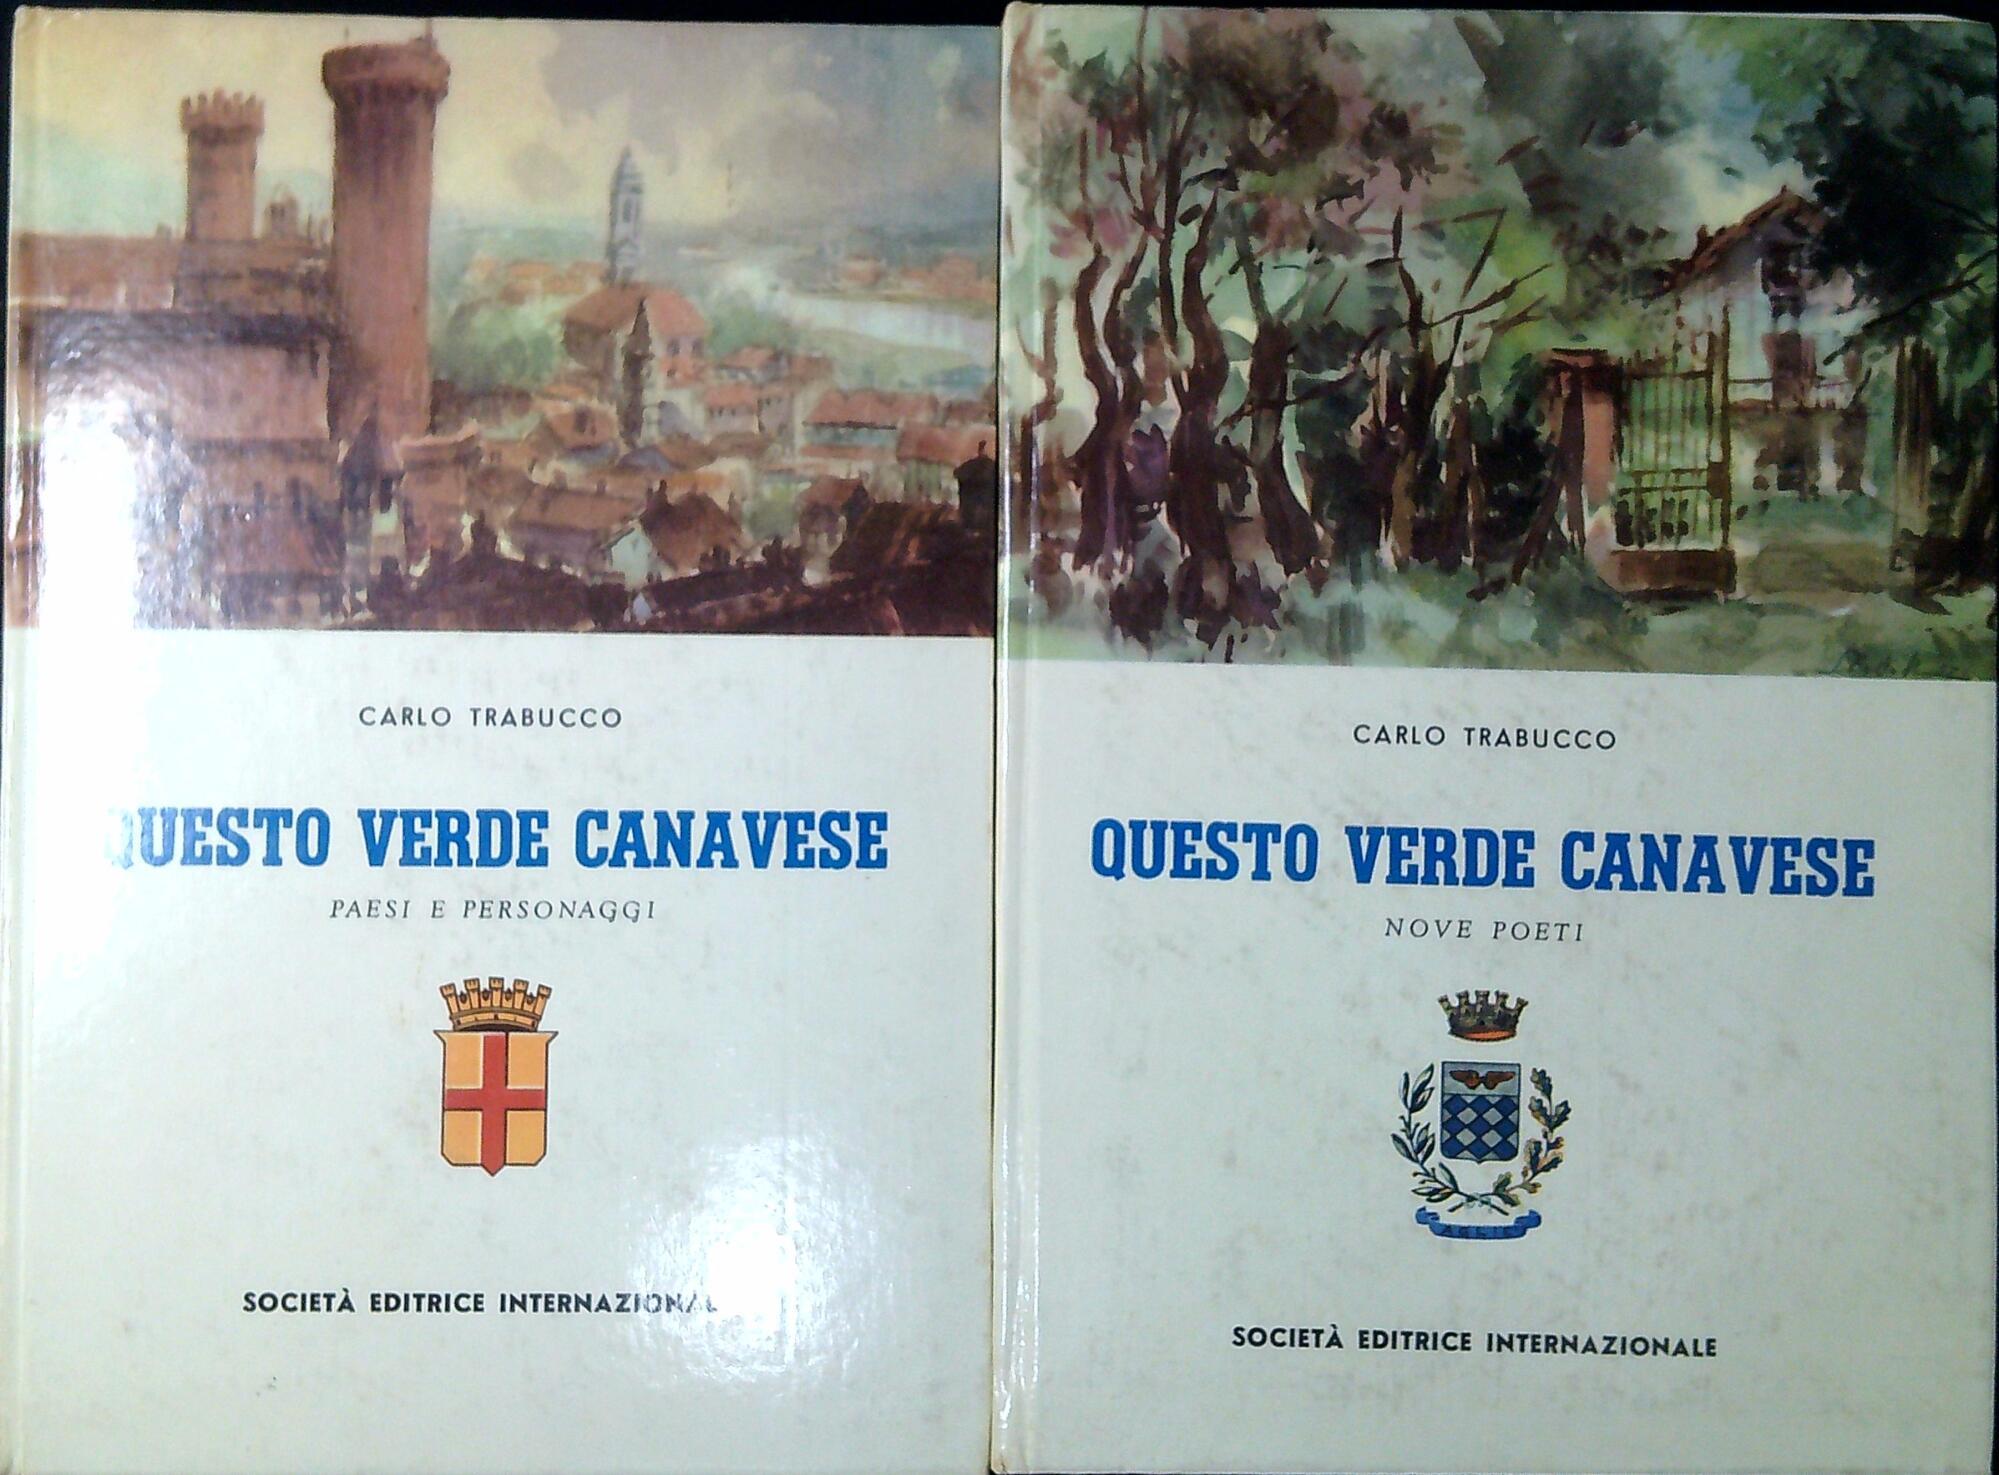 CARLO TRABUCCO
QUESTO VERDE CANAVESE
PAESI E PERSONAGGI
SOCIETÀ EDITRICE INTERNAZIONAL
CARLO TRABUCCO
QUESTO VERDE CANAVESE
NOVE POETI
AGLIÈ
SOCIETÀ EDITRICE INTERNAZIONALE